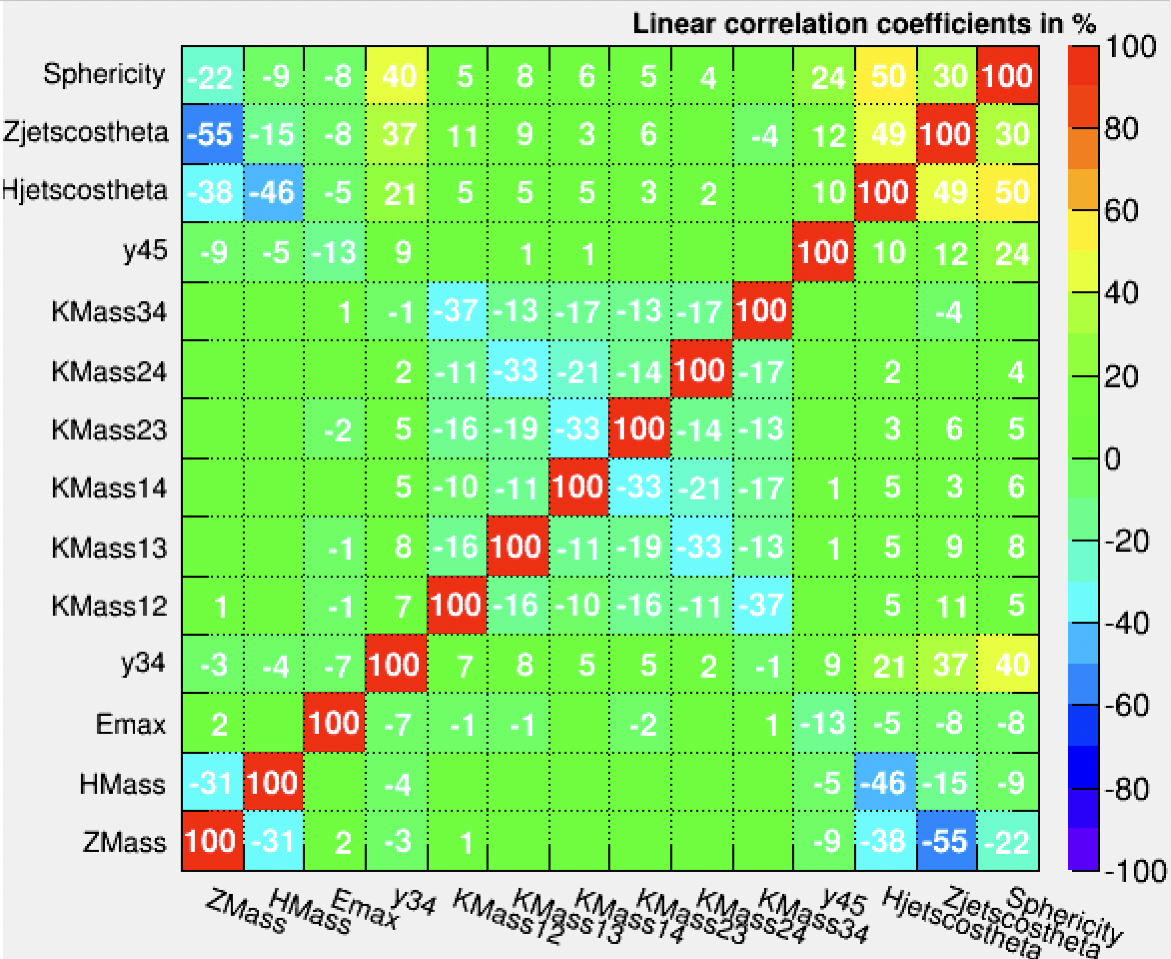 Linear correlation coefficients in %
Sphericity -22 -9 -8 40 5 8 6 5 4 24 50 30 100
Zjetscostheta -55 -15 -8 37 11 9 3 6 -4 12 49 100 30
Hjetscostheta -38 -46 -5 21 5 5 5 3 2 10 100 49 50
y45 -9 -5 -13 9 1 1 100 10 12 24
KMass34 1 -1 -37 -13 -17 -13 -17 100 -4
KMass24 2 -11 -33 -21 -14 100 -17 2 4
KMass23 -2 5 -16 -19 -33 100 -14 -13 3 6 5
KMass14 5 -10 -11 100 -33 -21 -17 1 5 3 6
KMass13 -1 8 -16 100 -11 -19 -33 -13 1 5 9 8
KMass12 1 -1 7 100 -16 -10 -16 -11 -37 5 11 5
y34 -3 -4 -7 100 7 8 5 5 2 -1 9 21 37 40
Emax 2 100 -7 -1 -1 -2 1 -13 -5 -8 -8
HMass -31 100 -4 -5 -46 -15 -9
ZMass 100 -31 2 -3 1 -9 -38 -55 -22
ZMass HMass Emax y34 KMass12 KMass13 KMass14 KMass23 KMass24 KMass34 y45 Hjetscostheta Zjetscostheta Sphericity
100
80
60
40
20
0
-20
-40
-60
-80
-100